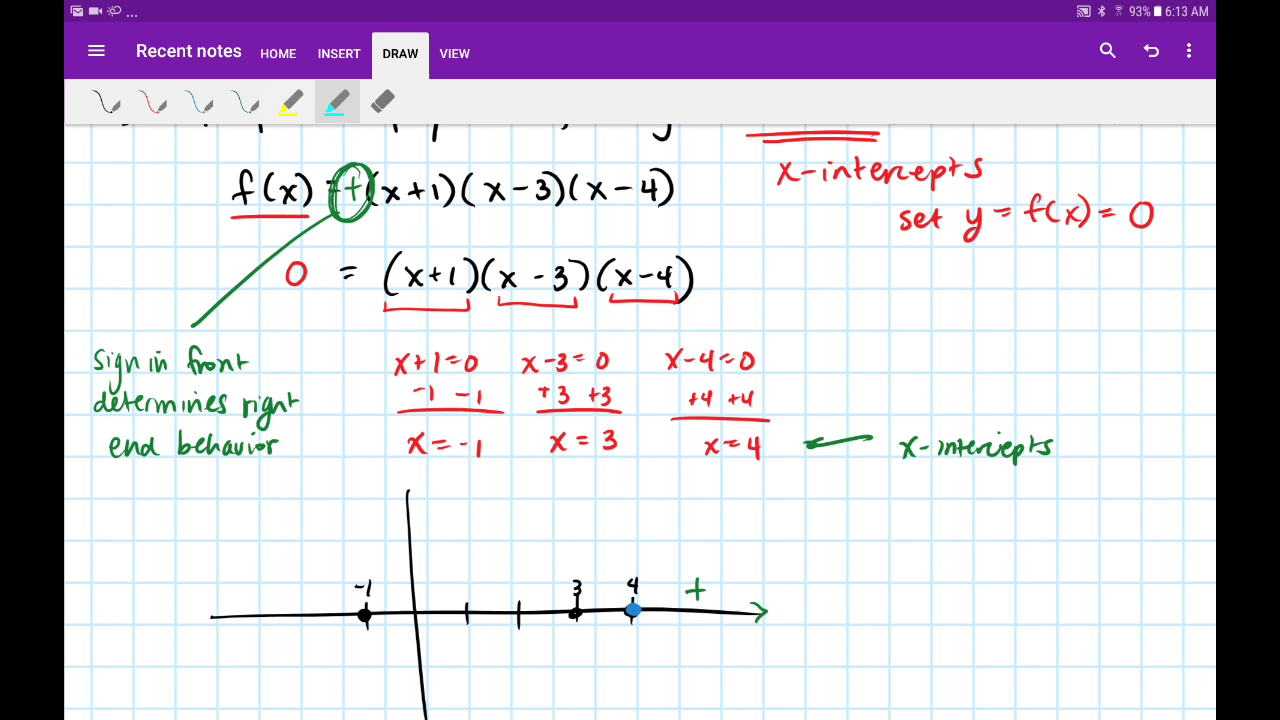 ... 93% 6:13 AM
Recent notes HOME INSERT DRAW VIEW
x-intercepts
f(x) = +(x+1)(x-3)(x-4)
set y = f(x) = 0
0 = (x+1)(x-3)(x-4)
Sign in front
determines right
end behavior
x+1=0 x-3=0 x-4=0
-1 -1 +3 +3 +4 +4
x=-1 x=3 x=4
x-intercepts
-1 3 4 +